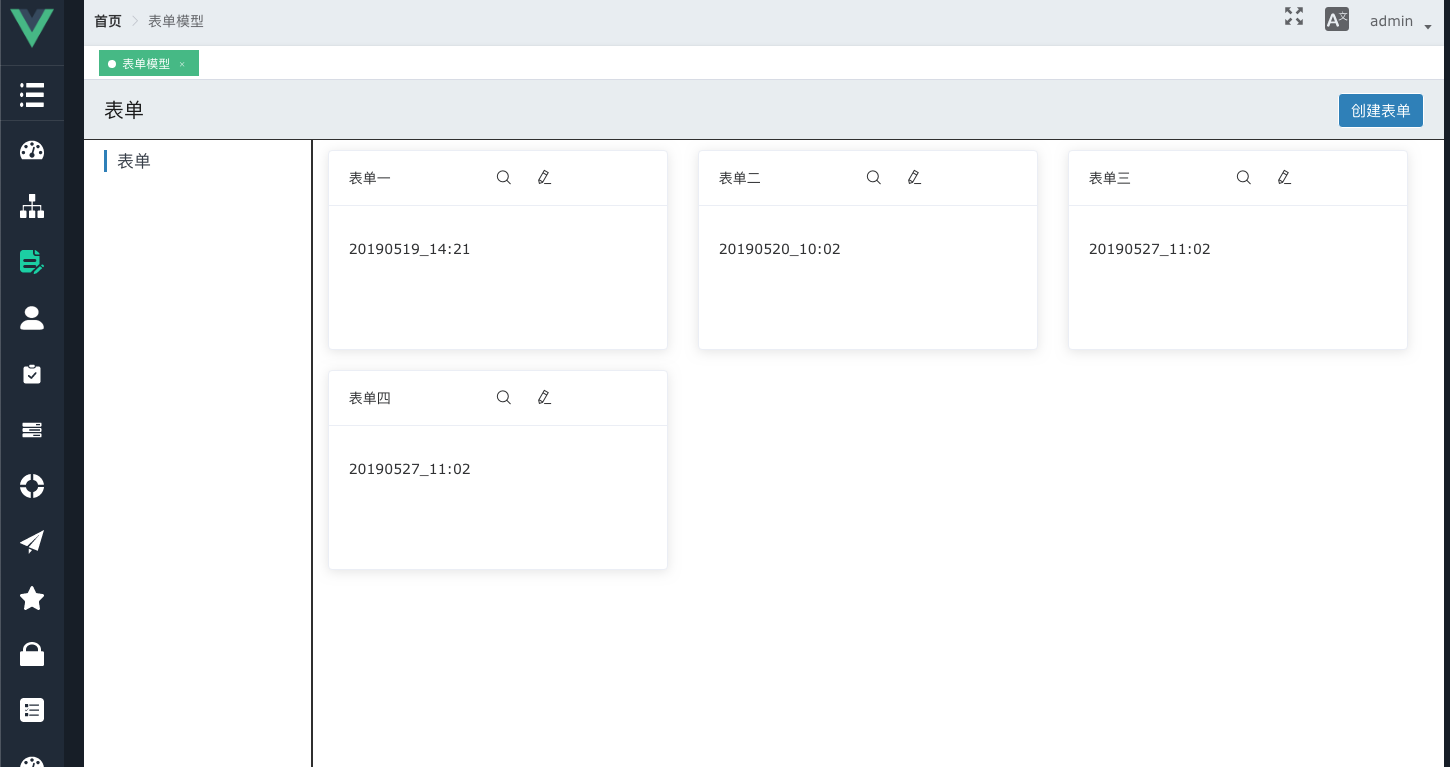 首页 > 表单模型
A文
admin
表单模型 ×
表单
创建表单
表单
表单一
20190519_14:21
表单二
20190520_10:02
表单三
20190527_11:02
表单四
20190527_11:02